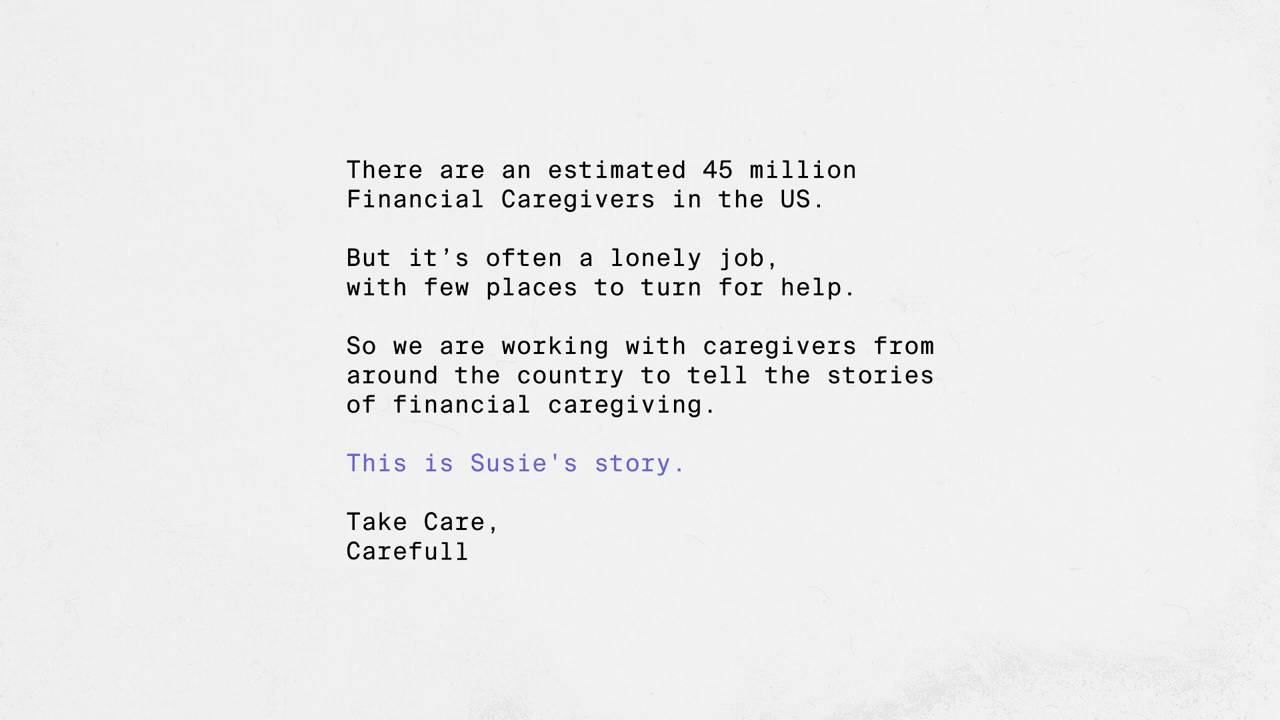 There are an estimated 45 million
Financial Caregivers in the US.
But it’s often a lonely job,
with few places to turn for help.
So we are working with caregivers from
around the country to tell the stories
of financial caregiving.
This is Susie's story.
Take Care,
Carefull